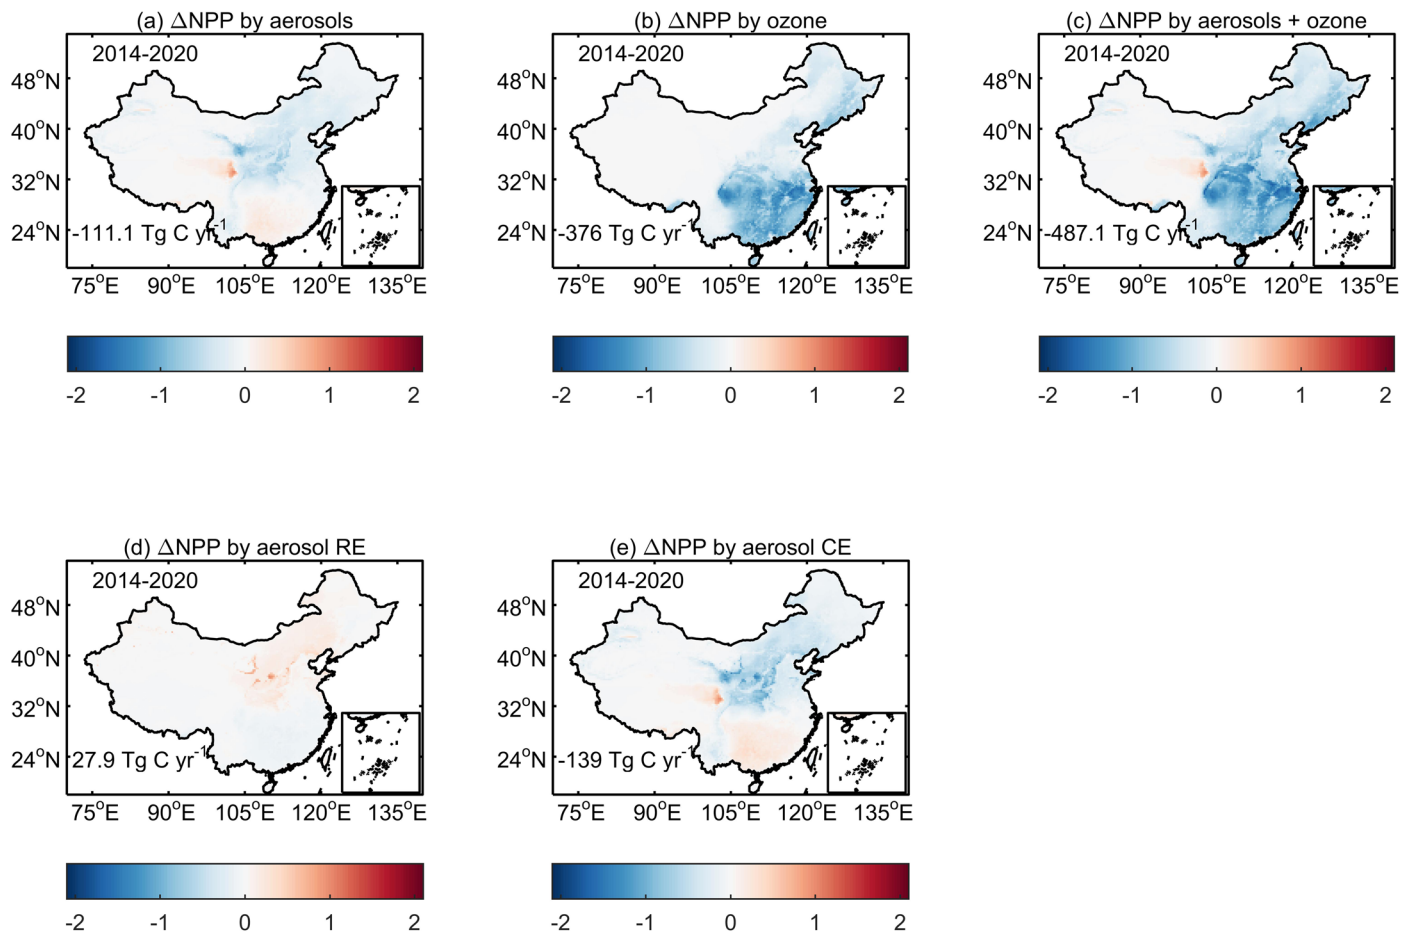 (a) ΔNPP by aerosols
(b) ΔNPP by ozone
(c) ΔNPP by aerosols + ozone
2014-2020
2014-2020
2014-2020
48°N
40°N
32°N
24°N
-111.1 Tg C yr⁻¹
75°E 90°E 105°E 120°E 135°E
48°N
40°N
32°N
24°N
-376 Tg C yr⁻¹
75°E 90°E 105°E 120°E 135°E
48°N
40°N
32°N
24°N
-487.1 Tg C yr⁻¹
75°E 90°E 105°E 120°E 135°E
-2 -1 0 1 2
-2 -1 0 1 2
-2 -1 0 1 2
(d) ΔNPP by aerosol RE
(e) ΔNPP by aerosol CE
2014-2020
2014-2020
48°N
40°N
32°N
24°N
27.9 Tg C yr⁻¹
75°E 90°E 105°E 120°E 135°E
48°N
40°N
32°N
24°N
-139 Tg C yr⁻¹
75°E 90°E 105°E 120°E 135°E
-2 -1 0 1 2
-2 -1 0 1 2